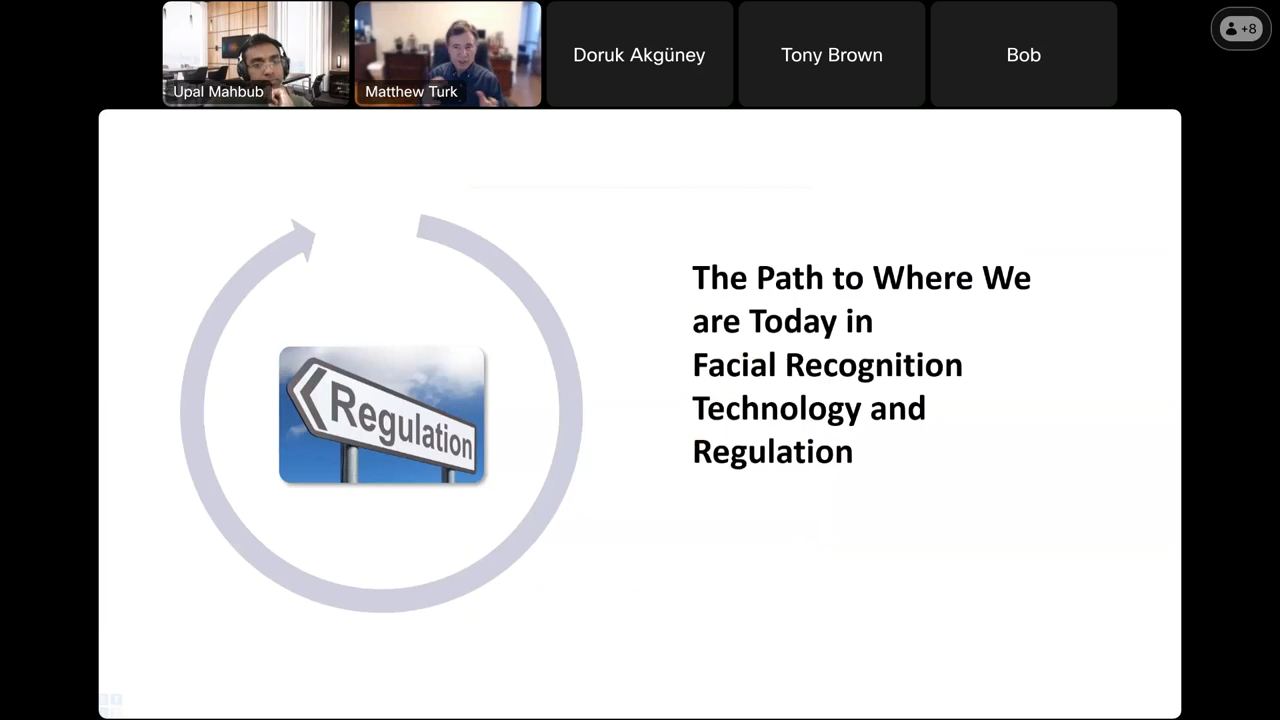 Upal Mahbub
Matthew Turk
Doruk Akgüney
Tony Brown
Bob
+8
Regulation
The Path to Where We
are Today in
Facial Recognition
Technology and
Regulation